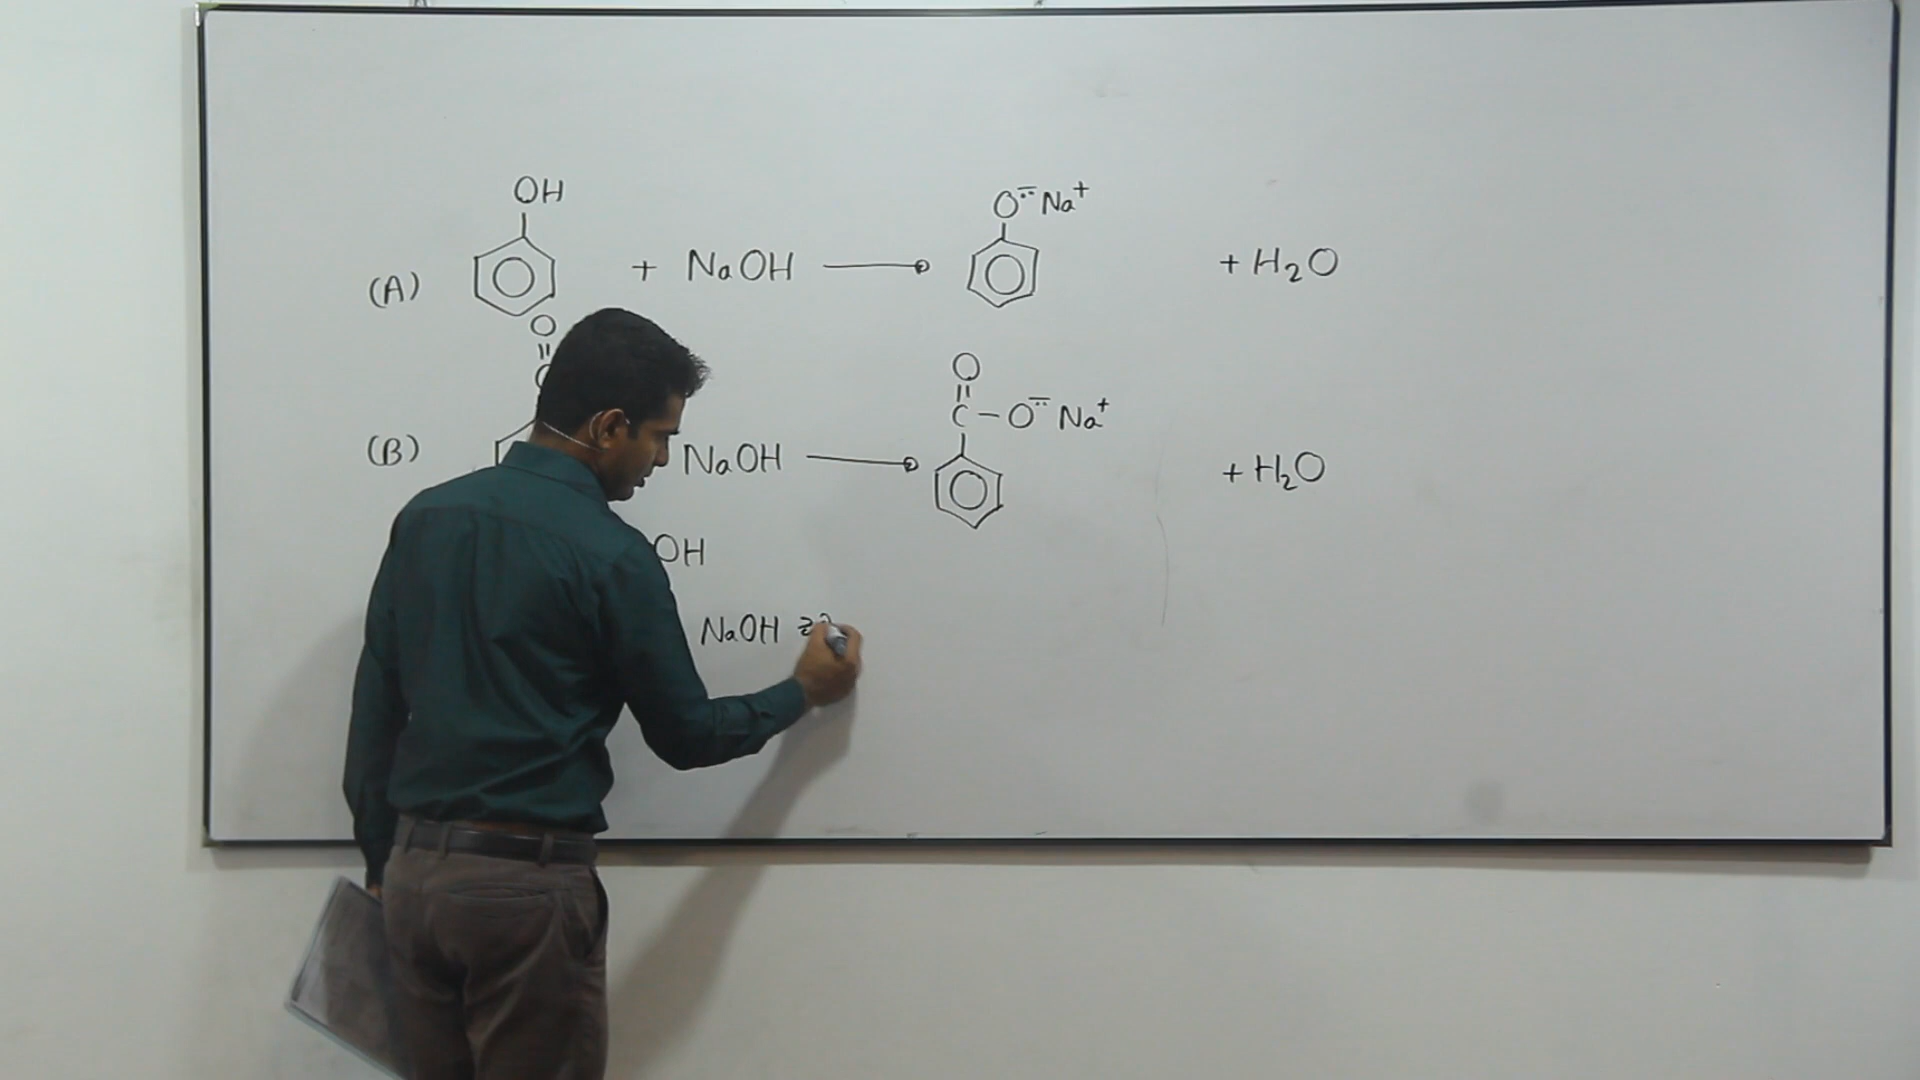 OH
(A) + NaOH → O⁻ Na⁺ + H₂O
O
O
C – O⁻ Na⁺
(B) NaOH → + H₂O
OH
NaOH